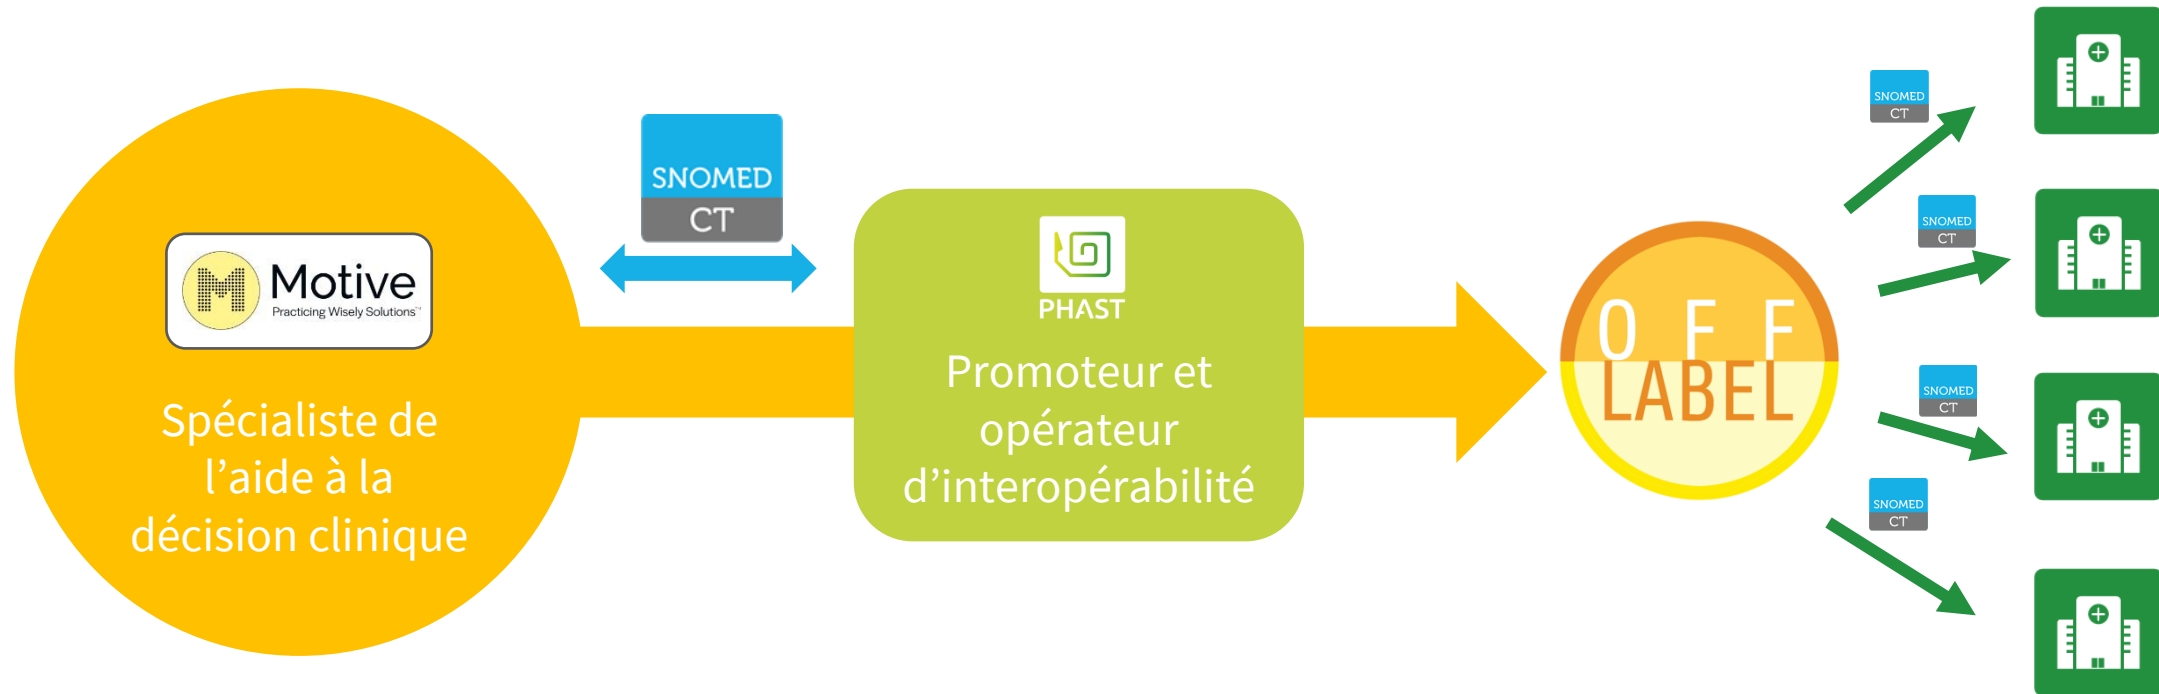 M Motive
Practicing Wisely Solutions™
Spécialiste de
l’aide à la
décision clinique
SNOMED
CT
PHAST
Promoteur et
opérateur
d’interopérabilité
OFF
LABEL
SNOMED
CT
SNOMED
CT
SNOMED
CT
SNOMED
CT